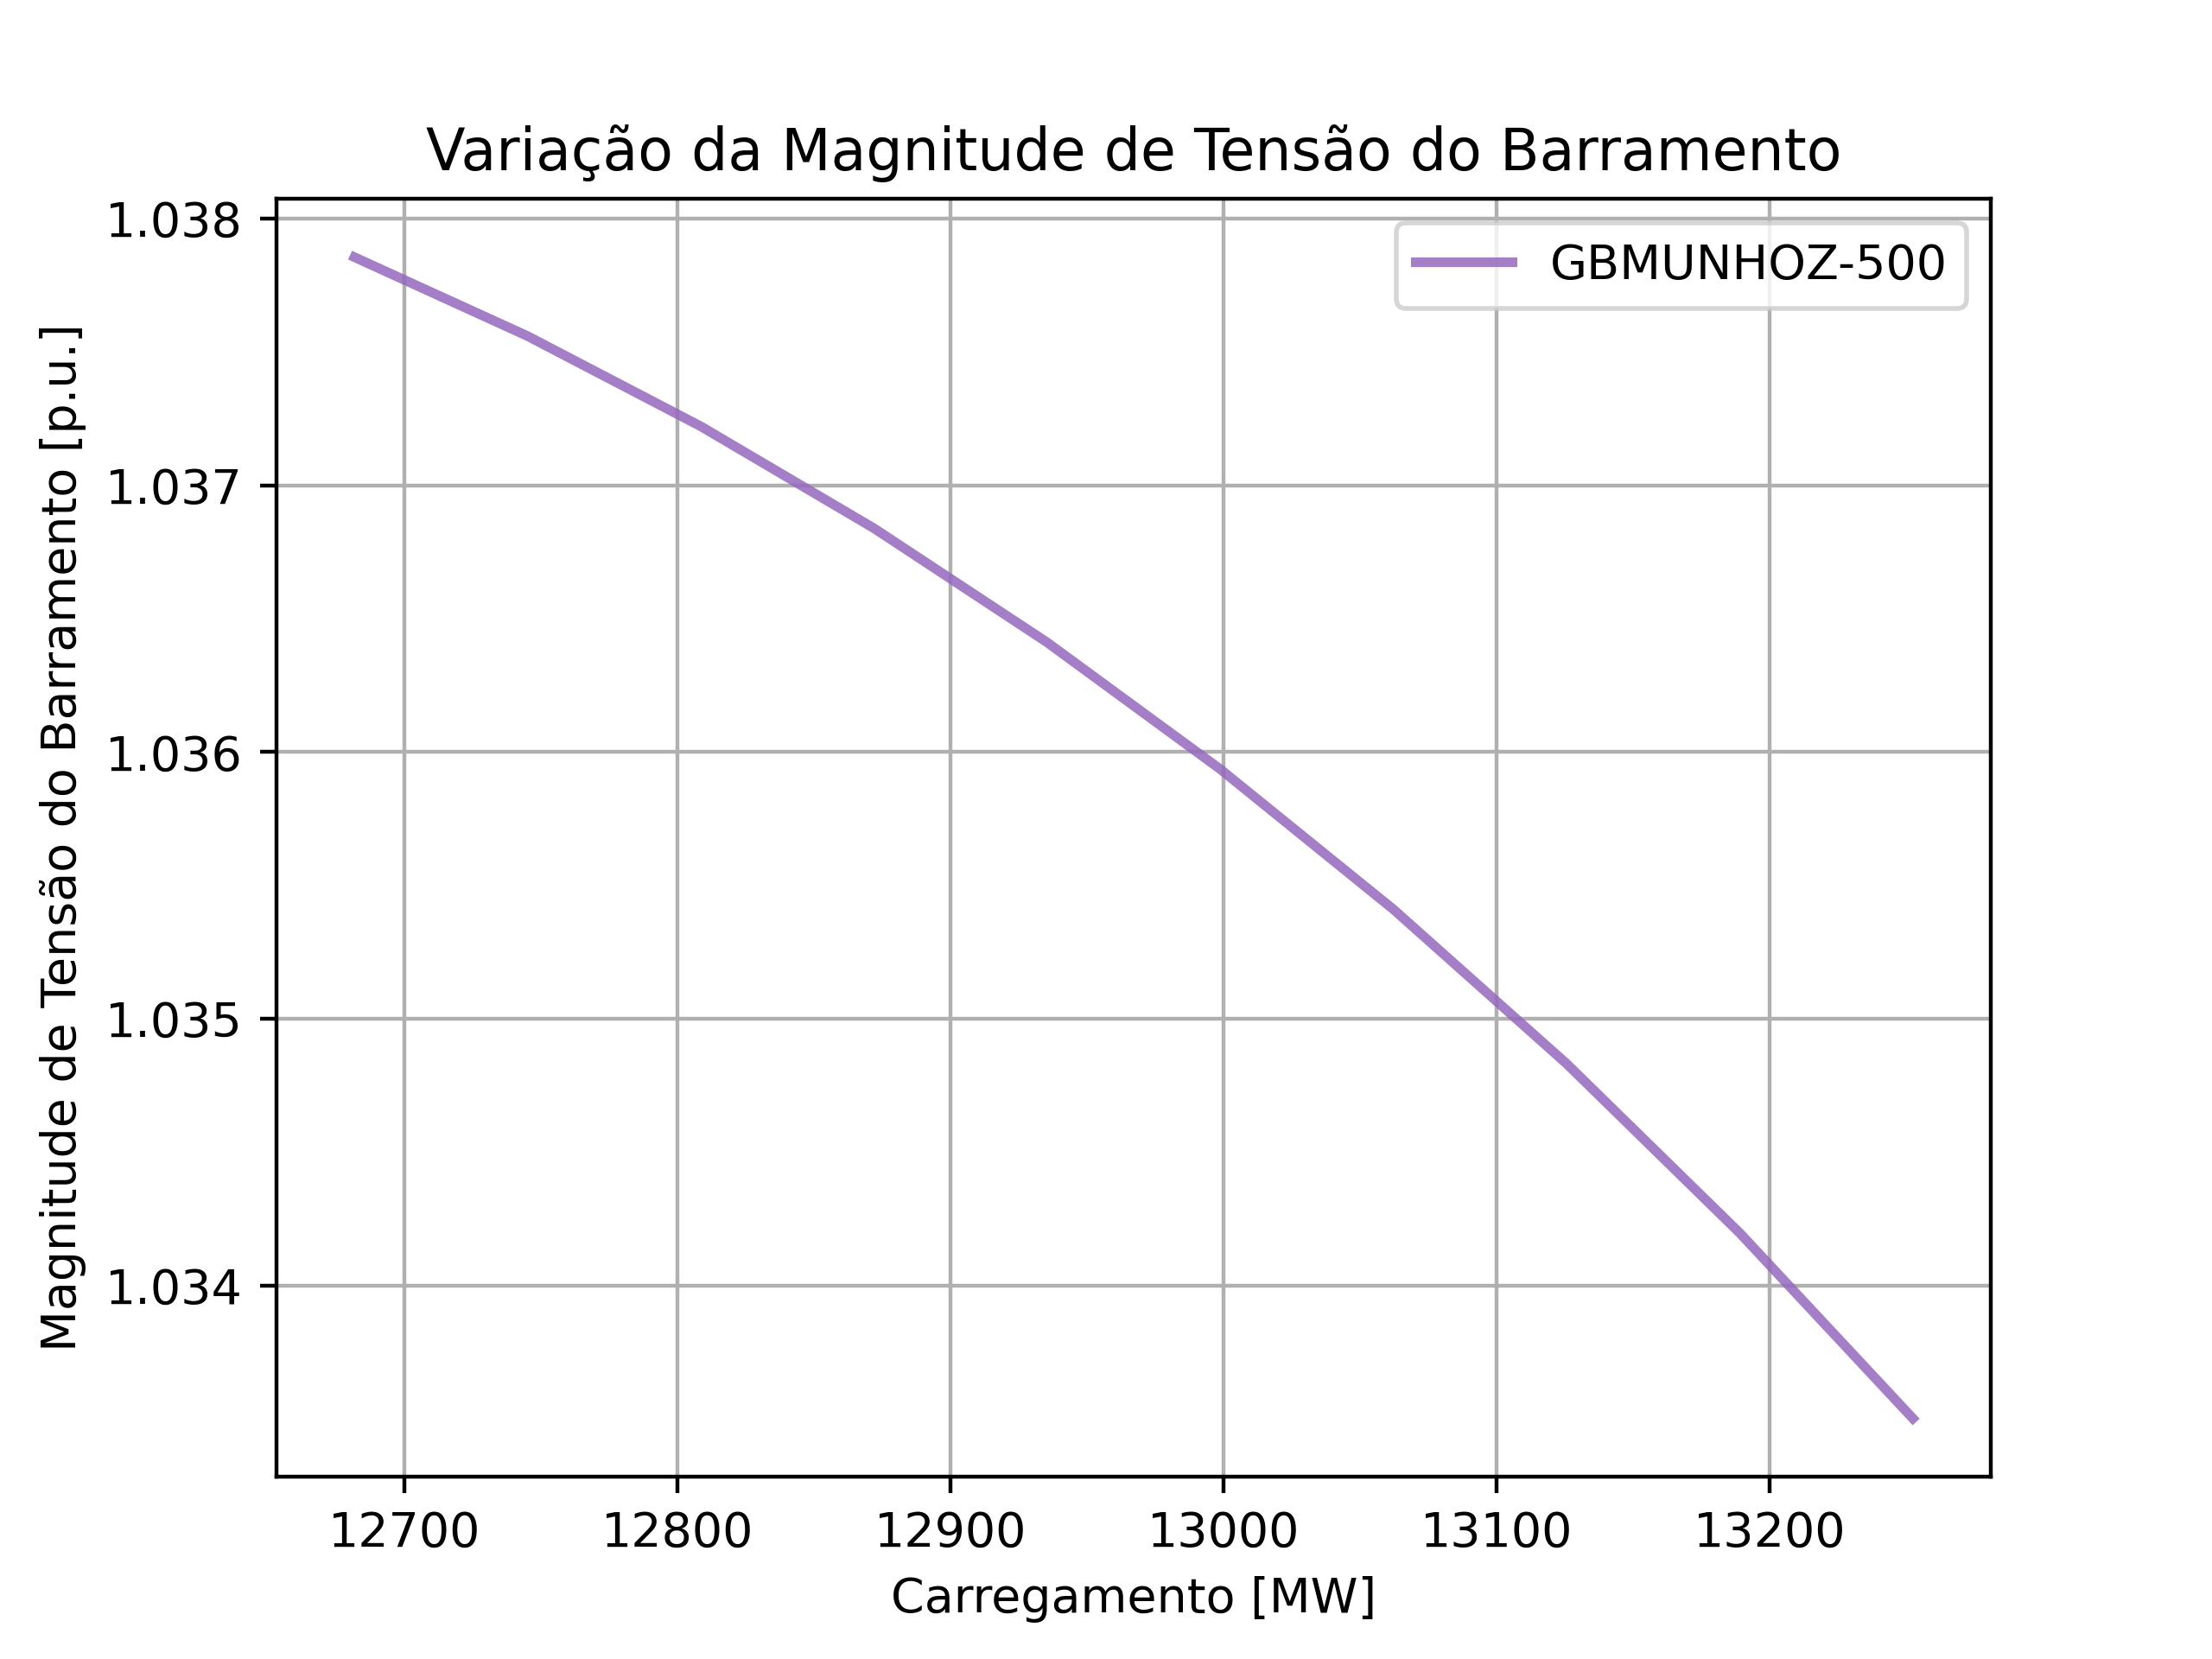 Variação da Magnitude de Tensão do Barramento
GBMUNHOZ-500
Magnitude de Tensão do Barramento [p.u.]
1.038
1.037
1.036
1.035
1.034
12700 12800 12900 13000 13100 13200
Carregamento [MW]